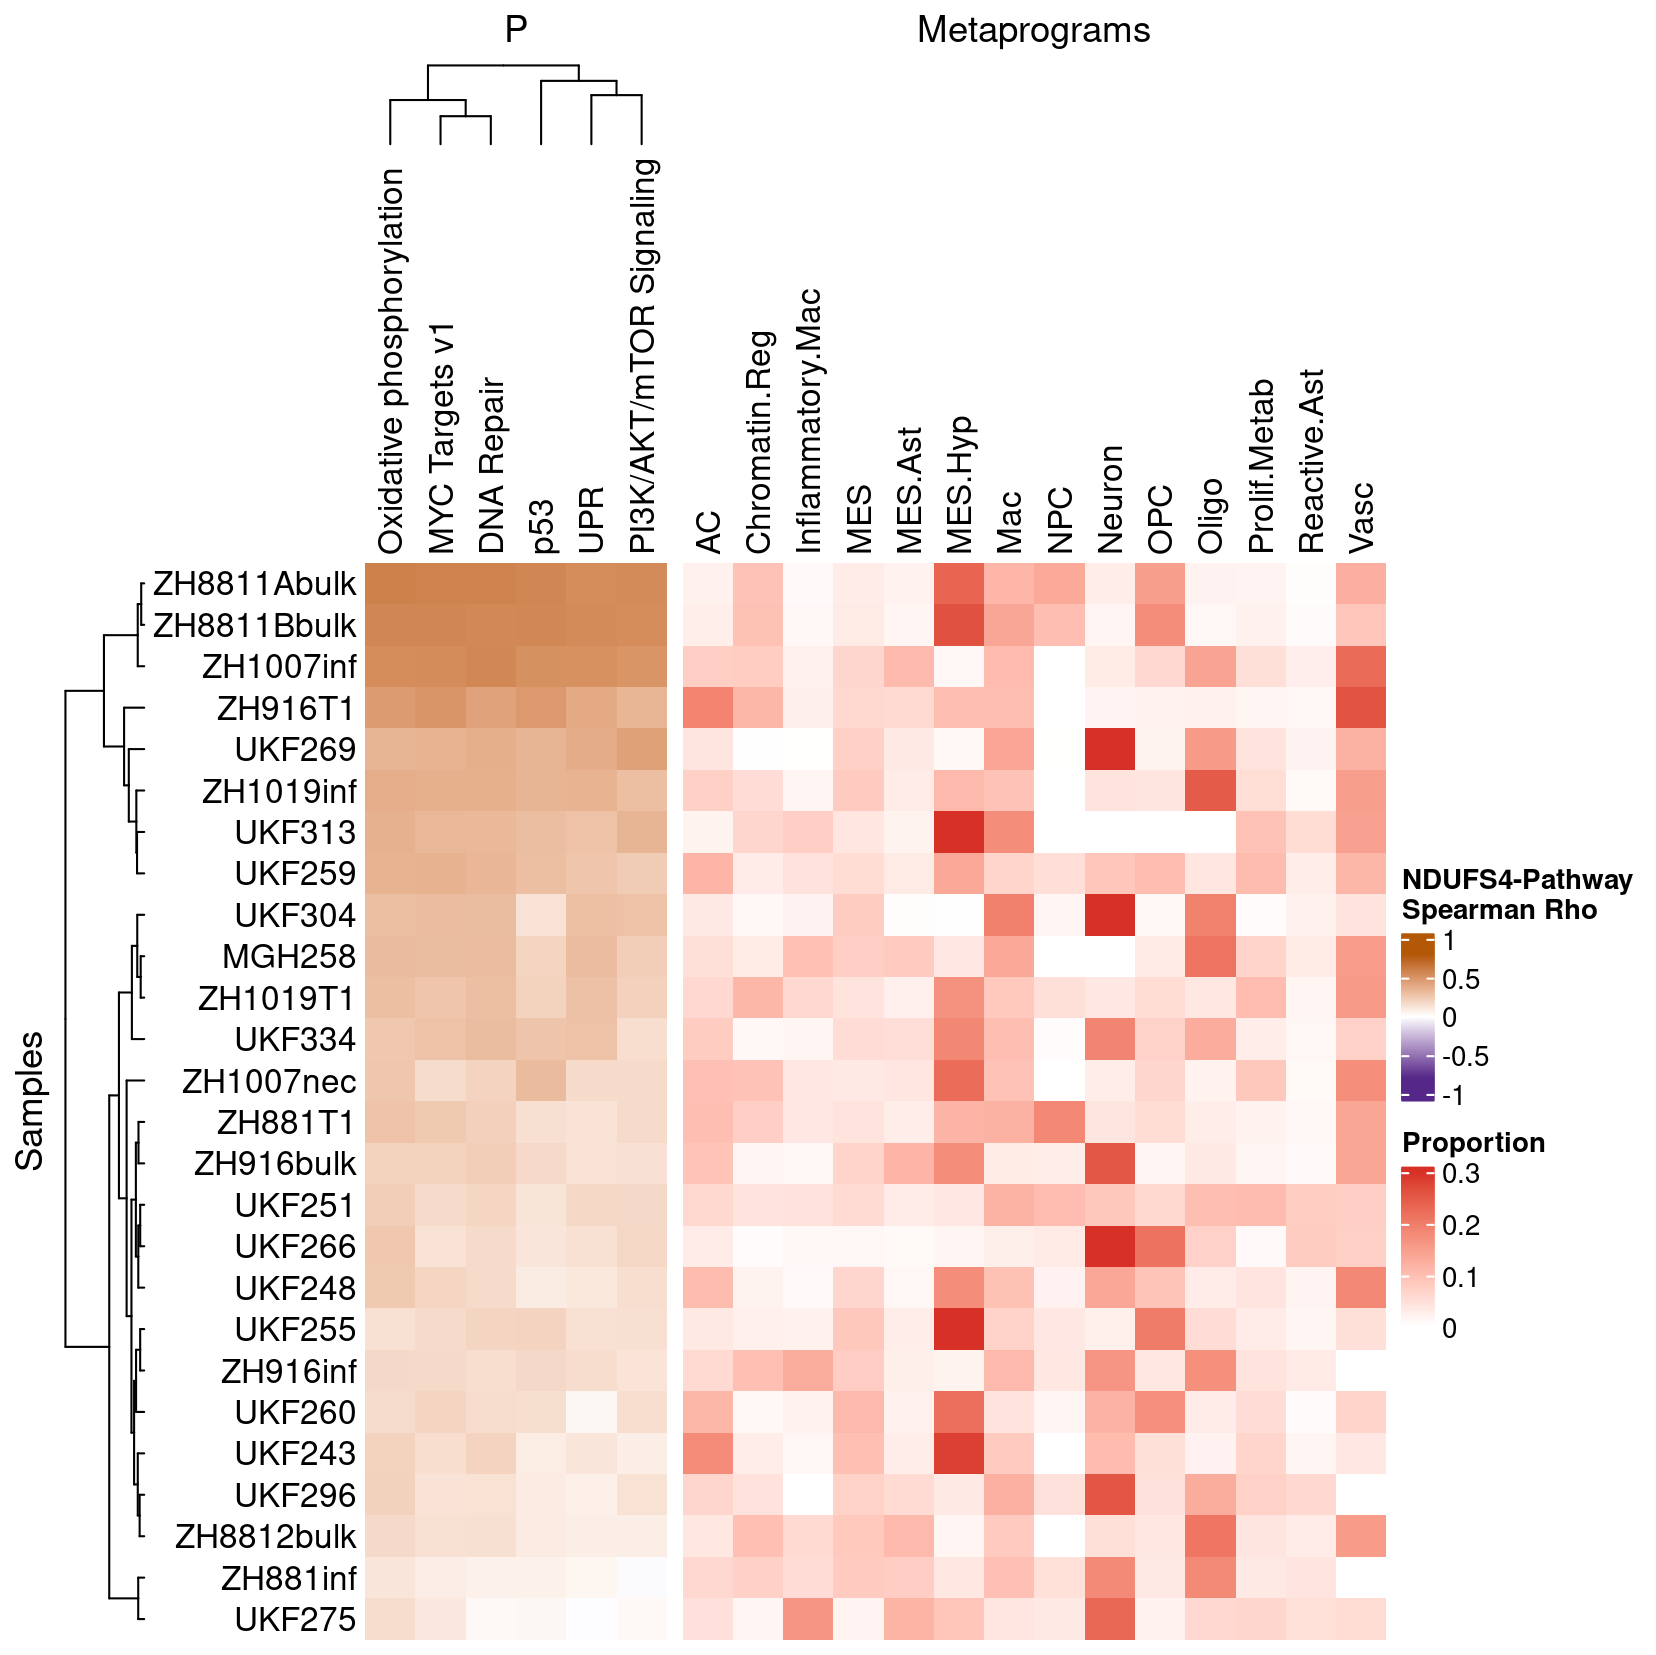 P
Metaprograms
Oxidative phosphorylation
MYC Targets v1
DNA Repair
p53
UPR
PI3K/AKT/mTOR Signaling
AC
Chromatin.Reg
Inflammatory.Mac
MES
MES.Ast
MES.Hyp
Mac
NPC
Neuron
OPC
Oligo
Prolif.Metab
Reactive.Ast
Vasc
Samples
ZH8811Abulk
ZH8811Bbulk
ZH1007inf
ZH916T1
UKF269
ZH1019inf
UKF313
UKF259
UKF304
MGH258
ZH1019T1
UKF334
ZH1007nec
ZH881T1
ZH916bulk
UKF251
UKF266
UKF248
UKF255
ZH916inf
UKF260
UKF243
UKF296
ZH8812bulk
ZH881inf
UKF275
NDUFS4-Pathway
Spearman Rho
1
0.5
0
-0.5
-1
Proportion
0.3
0.2
0.1
0